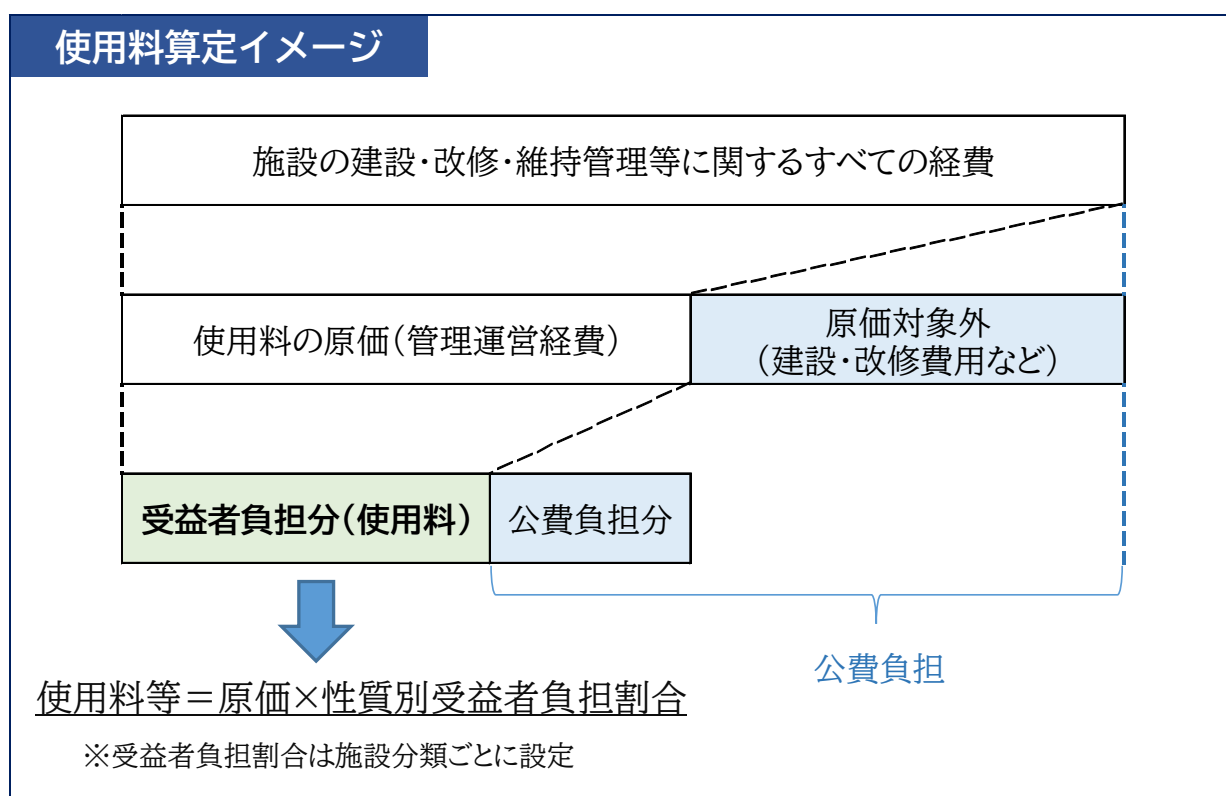 使用料算定イメージ
施設の建設・改修・維持管理等に関するすべての経費
使用料の原価（管理運営経費）
原価対象外
（建設・改修費用など）
受益者負担分（使用料）
公費負担分
公費負担
使用料等＝原価×性質別受益者負担割合
※受益者負担割合は施設分類ごとに設定